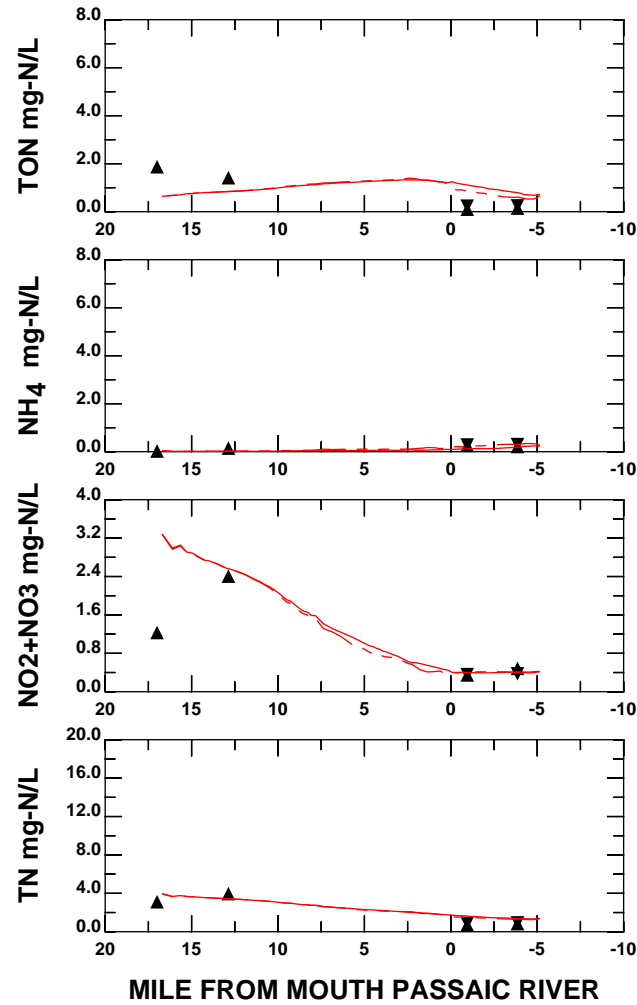 TON mg-N/L
8.0
6.0
4.0
2.0
0.0
20 15 10 5 0 -5 -10
NH4 mg-N/L
8.0
6.0
4.0
2.0
0.0
20 15 10 5 0 -5 -10
NO2+NO3 mg-N/L
4.0
3.2
2.4
1.6
0.8
0.0
20 15 10 5 0 -5 -10
TN mg-N/L
20.0
16.0
12.0
8.0
4.0
0.0
20 15 10 5 0 -5 -10
MILE FROM MOUTH PASSAIC RIVER